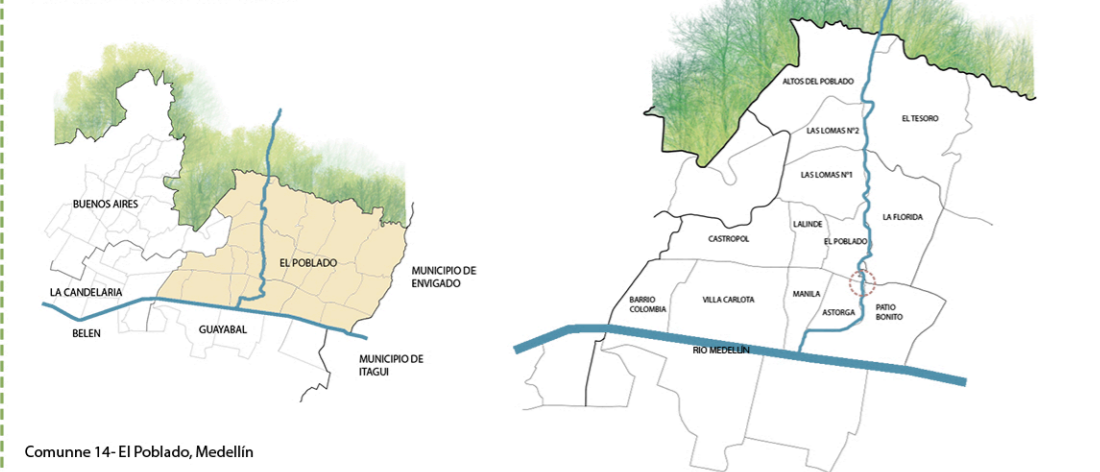 BUENOS AIRES
EL POBLADO
MUNICIPIO DE
ENVIGADO
LA CANDELARIA
BELEN
GUAYABAL
MUNICIPIO DE
ITAGUI
Comunne 14- El Poblado, Medellín
ALTOS DEL POBLADO
EL TESORO
LAS LOMAS N°2
LAS LOMAS N°1
LALINDE
LA FLORIDA
CASTROPOL
EL POBLADO
BARRIO
COLOMBIA
VILLA CARLOTA
MANILA
ASTORGA
PATIO
BONITO
RIO MEDELLÍN